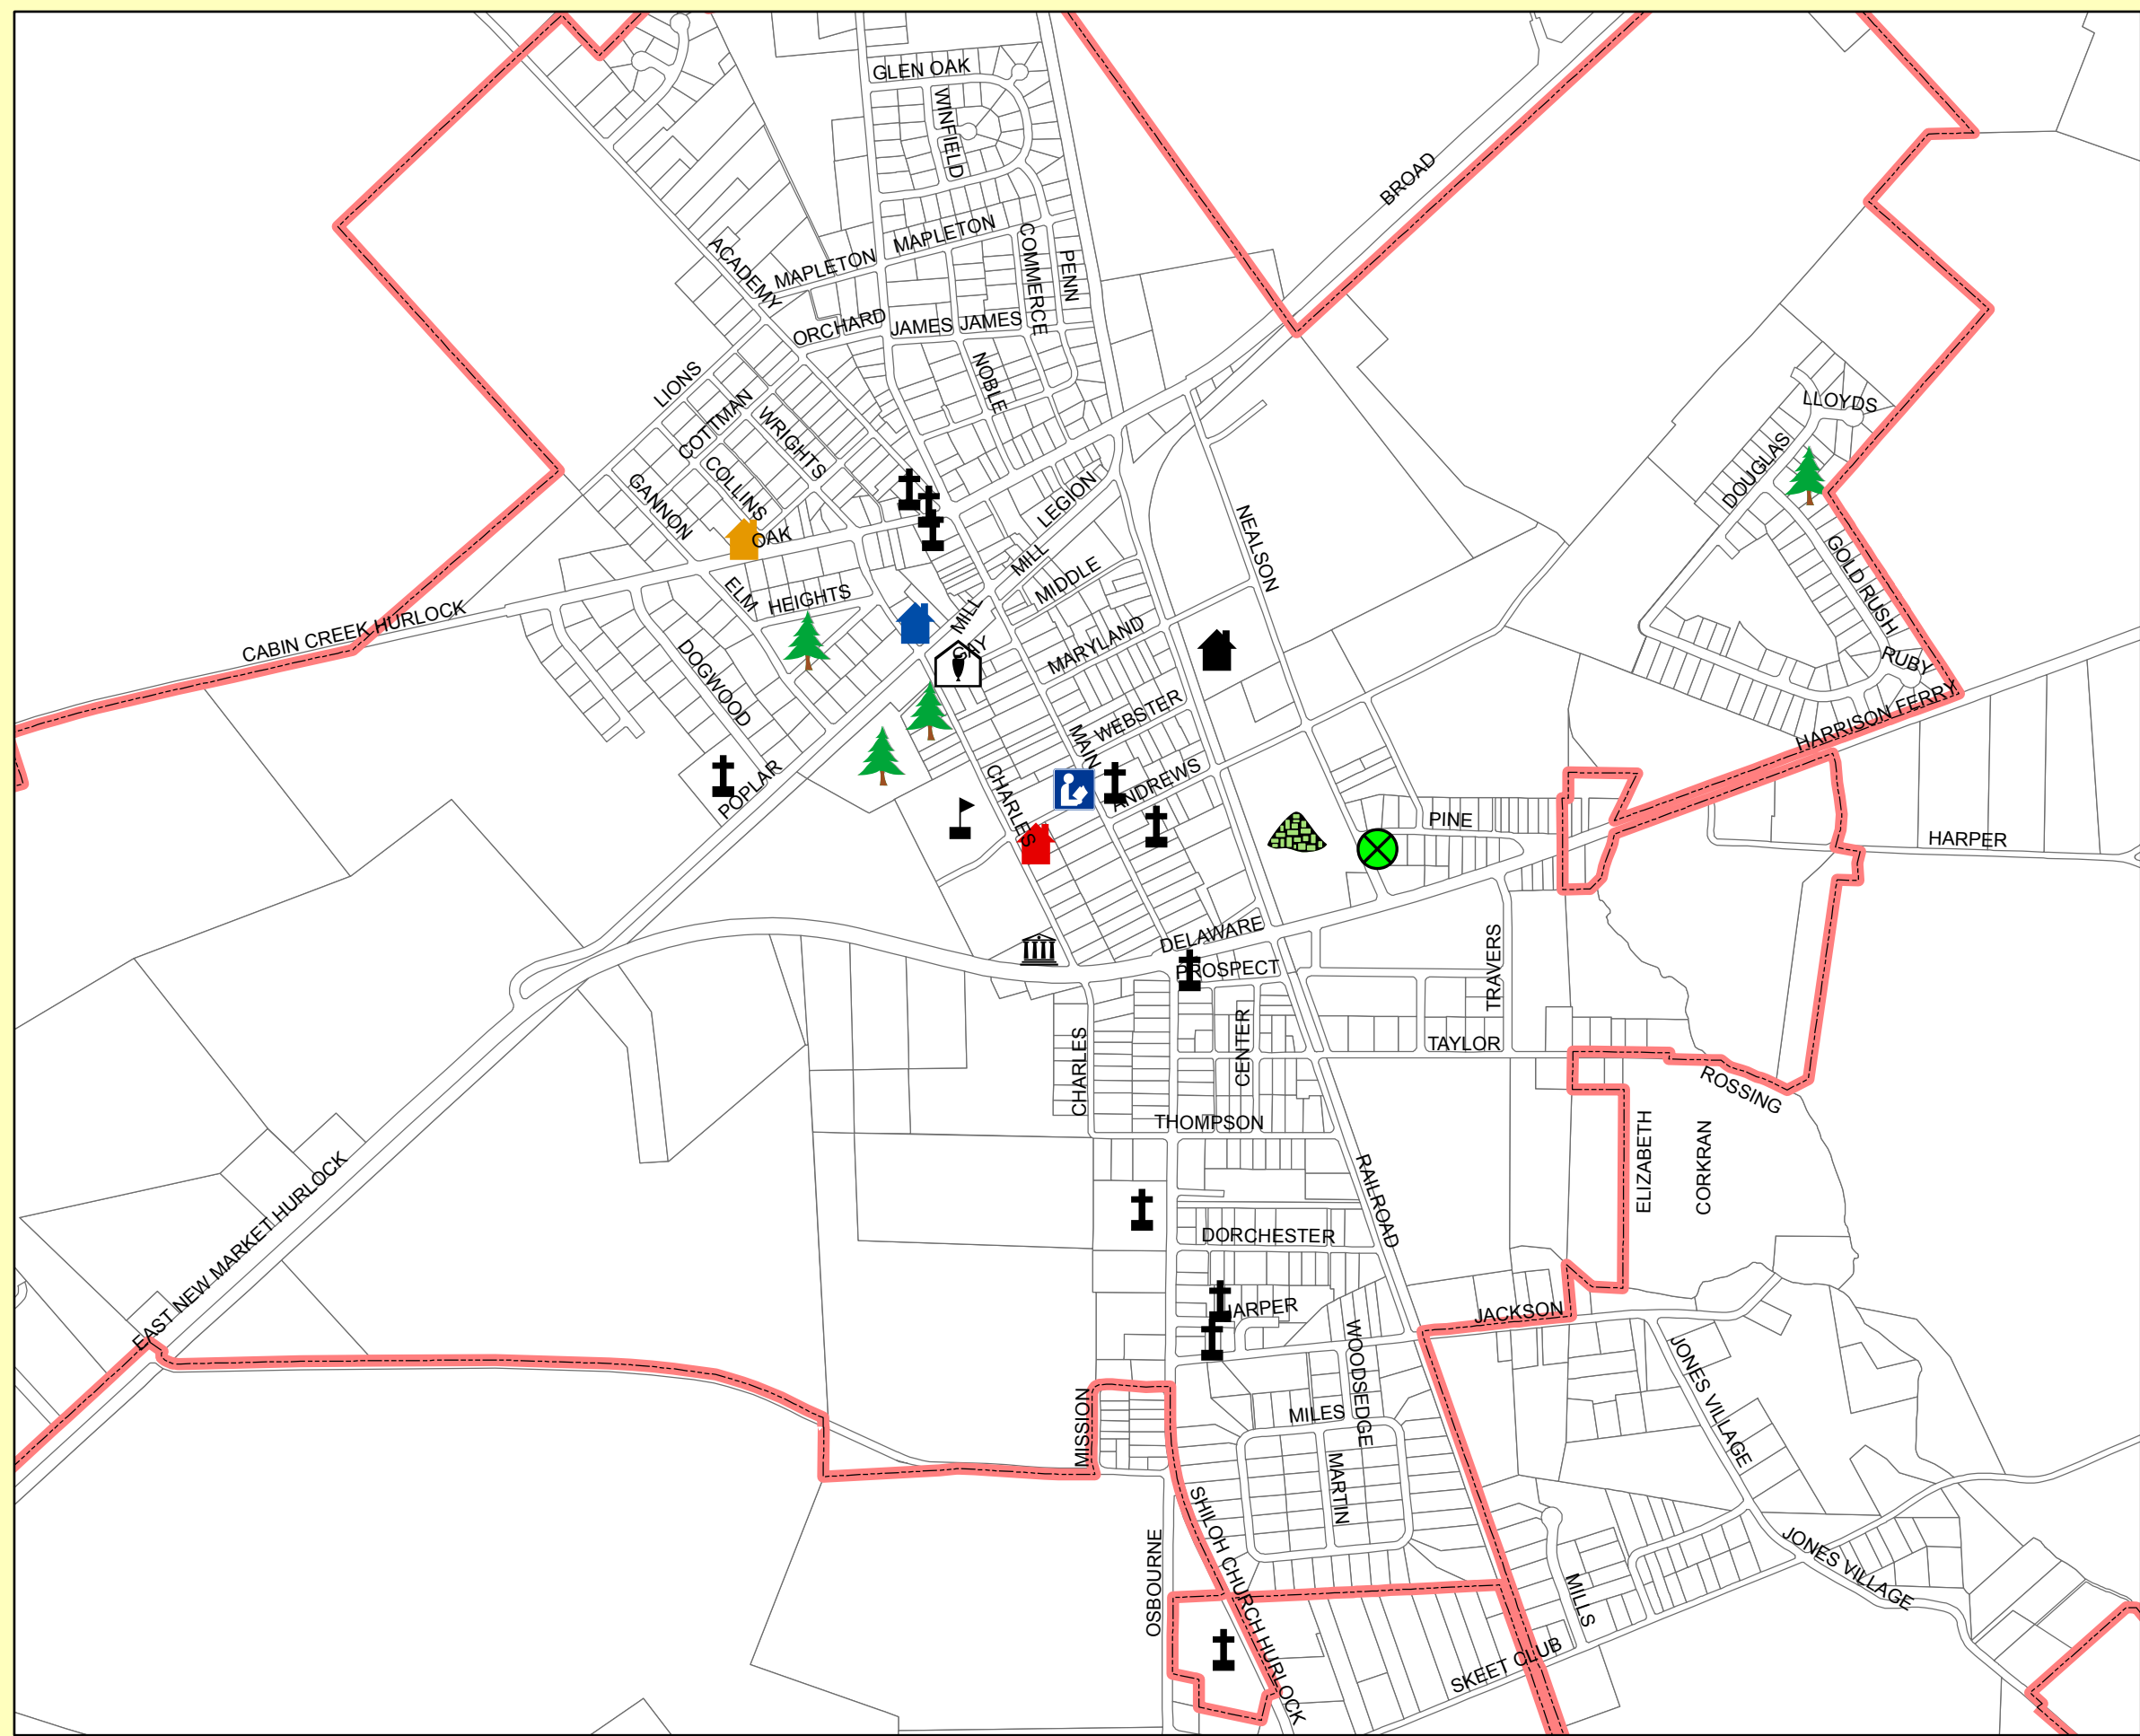 GLEN OAK
WINFIELD
BROAD
MAPLETON
MAPLETON
ACADEMY
COMMERCE
PENN
ORCHARD
JAMES
JAMES
NOBLE
LIONS
COTTMAN
WRIGHTS
COLLINS
GANNON
LLOYDS
DOUGLAS
LEGION
NEALSON
OAK
MILL
MIDDLE
GOLD RUSH
ELM
HEIGHTS
CABIN CREEK HURLOCK
MILL
GAY
MARYLAND
RUBY
DOGWOOD
WEBSTER
MAIN
HARRISON FERRY
POPLAR
CHARLES
ANDREWS
PINE
HARPER
DELAWARE
PROSPECT
TRAVERS
CHARLES
CENTER
TAYLOR
ROSSING
THOMPSON
ELIZABETH
CORKRAN
EAST NEW MARKET HURLOCK
RAILROAD
DORCHESTER
HARPER
JACKSON
WOODSEDGE
JONES VILLAGE
MISSION
MILES
MARTIN
SHILOH CHURCH HURLOCK
OSBOURNE
JONES VILLAGE
MILLS
SKEET CLUB